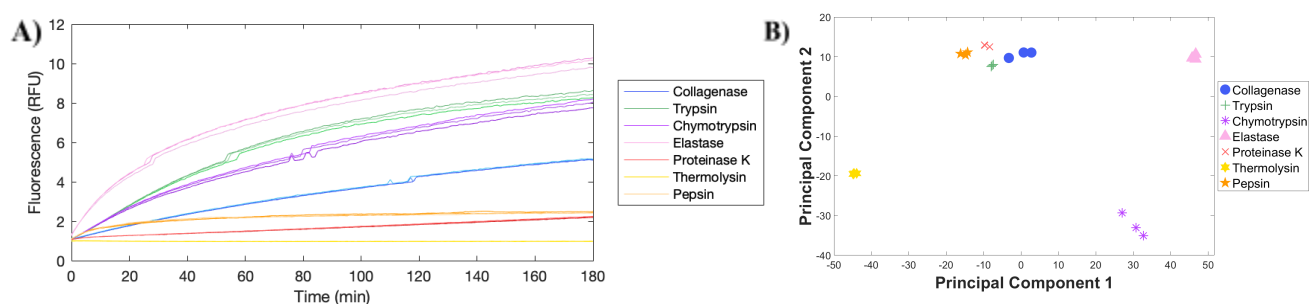 A)
12
10
8
6
4
2
0
Fluorescence (RFU)
0 20 40 60 80 100 120 140 160 180
Time (min)
Collagenase
Trypsin
Chymotrypsin
Elastase
Proteinase K
Thermolysin
Pepsin
B)
20
10
0
-10
-20
-30
-40
Principal Component 2
-50 -40 -30 -20 -10 0 10 20 30 40 50
Principal Component 1
Collagenase
Trypsin
Chymotrypsin
Elastase
Proteinase K
Thermolysin
Pepsin